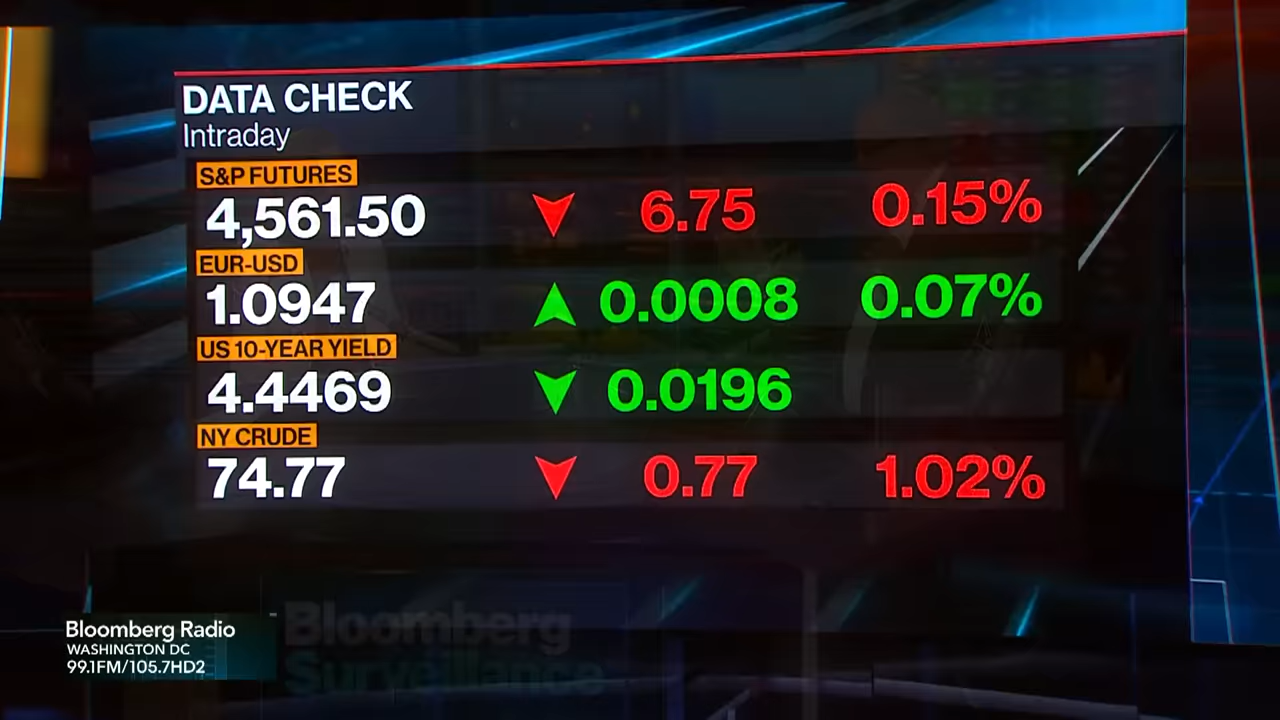 DATA CHECK
Intraday
S&P FUTURES
4,561.50 6.75 0.15%
EUR-USD
1.0947 0.0008 0.07%
US 10-YEAR YIELD
4.4469 0.0196
NY CRUDE
74.77 0.77 1.02%
Bloomberg
Surveillance
Bloomberg Radio
WASHINGTON DC
99.1FM/105.7HD2